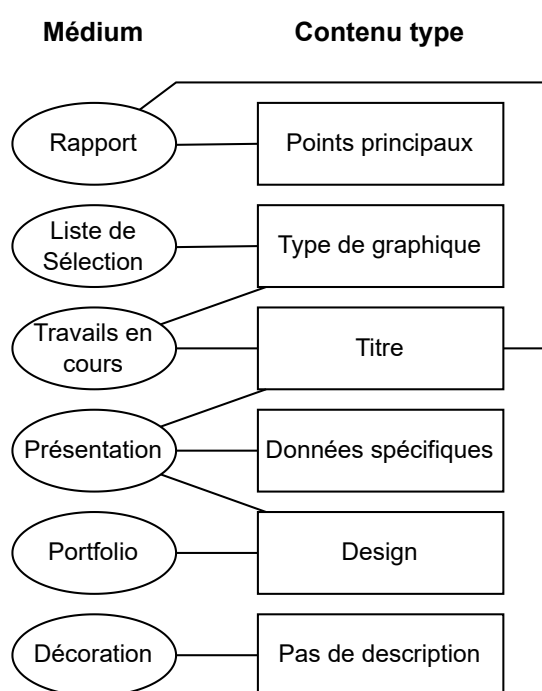 Médium
Contenu type
Rapport
Points principaux
Liste de
Sélection
Type de graphique
Travails en
cours
Titre
Présentation
Données spécifiques
Portfolio
Design
Décoration
Pas de description